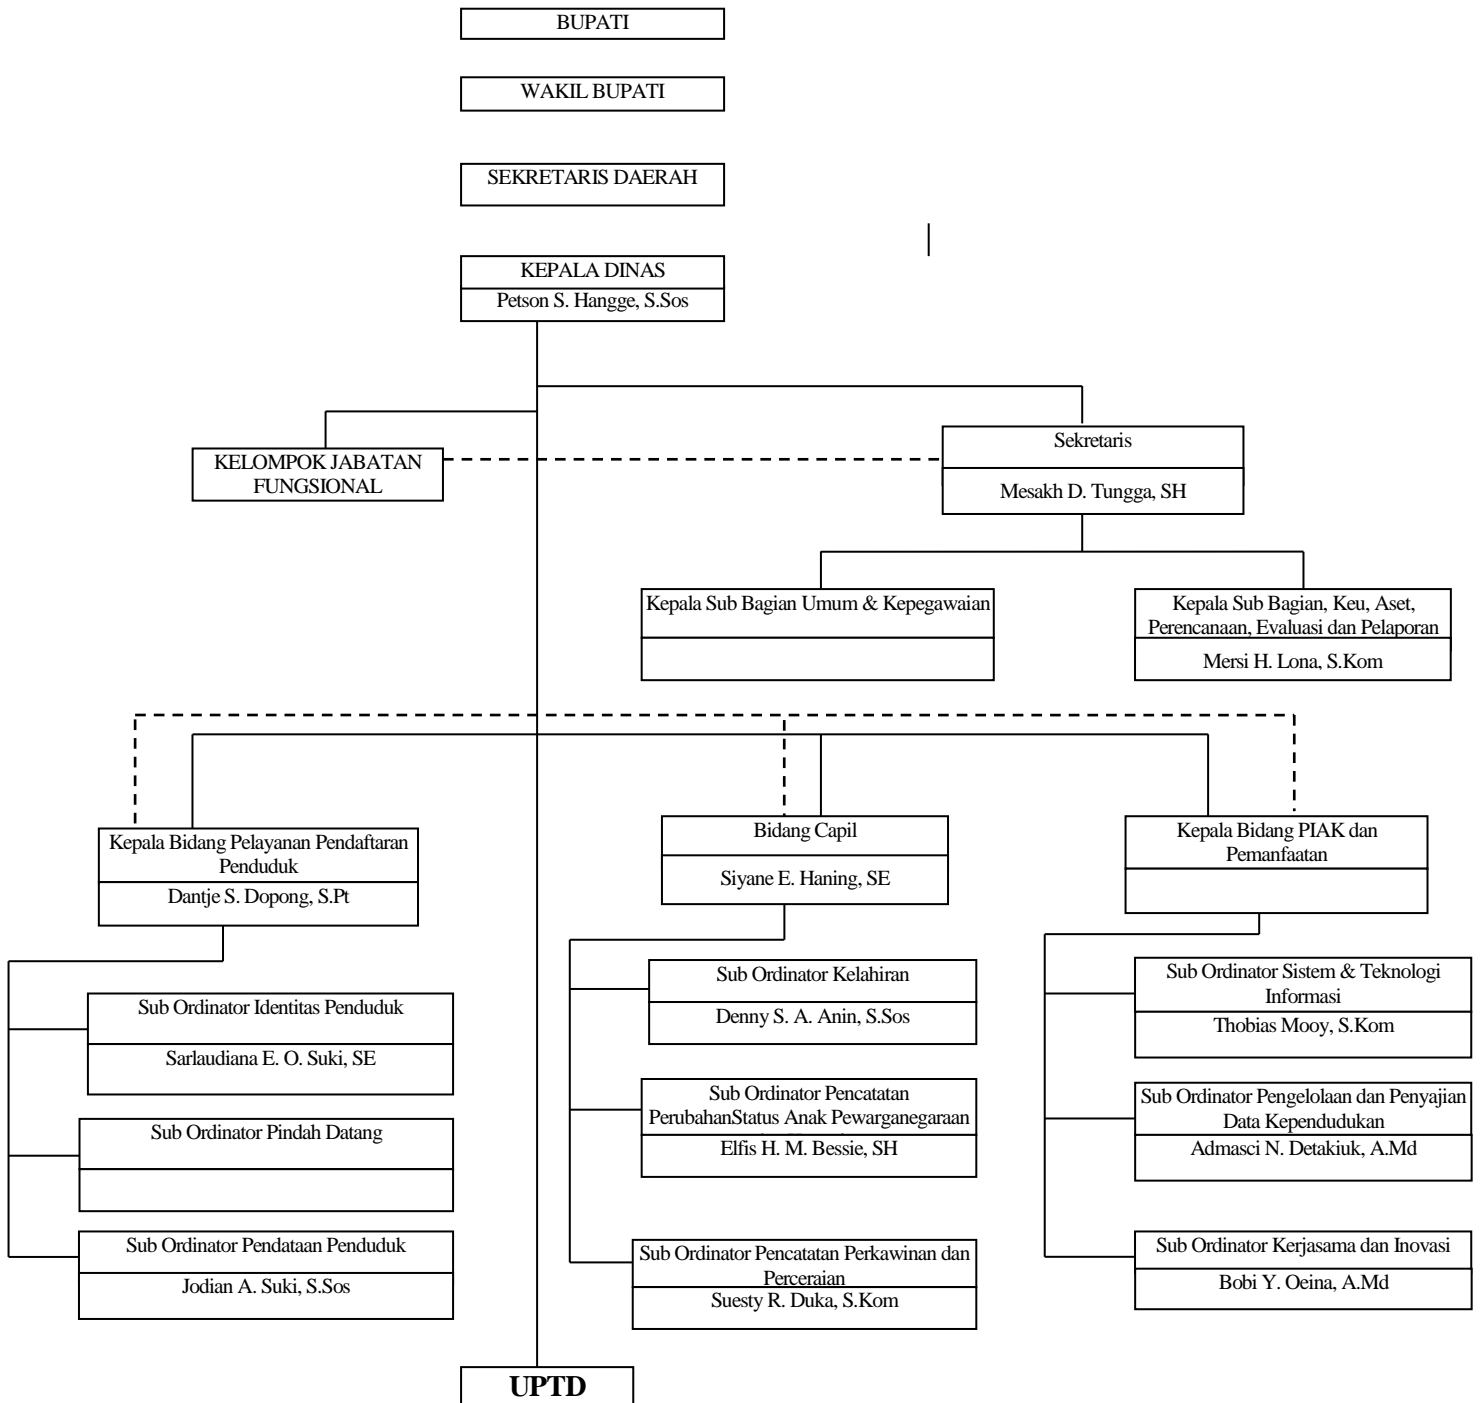 BUPATI
WAKIL BUPATI
SEKRETARIS DAERAH
KEPALA DINAS
Petson S. Hangge, S.Sos
KELOMPOK JABATAN
FUNGSIONAL
Sekretaris
Mesakh D. Tungga, SH
Kepala Sub Bagian Umum & Kepegawaian
Kepala Sub Bagian, Keu, Aset,
Perencanaan, Evaluasi dan Pelaporan
Mersi H. Lona, S.Kom
Kepala Bidang Pelayanan Pendaftaran
Penduduk
Dantje S. Dopong, S.Pt
Sub Ordinator Identitas Penduduk
Sarlaudiana E. O. Suki, SE
Sub Ordinator Pindah Datang
Sub Ordinator Pendataan Penduduk
Jodian A. Suki, S.Sos
Bidang Capil
Siyane E. Haning, SE
Sub Ordinator Kelahiran
Denny S. A. Anin, S.Sos
Sub Ordinator Pencatatan
PerubahanStatus Anak Pewarganegaraan
Elfis H. M. Bessie, SH
Sub Ordinator Pencatatan Perkawinan dan
Perceraian
Suesty R. Duka, S.Kom
Kepala Bidang PIAK dan
Pemanfaatan
Sub Ordinator Sistem & Teknologi
Informasi
Thobias Mooy, S.Kom
Sub Ordinator Pengelolaan dan Penyajian
Data Kependudukan
Admasci N. Detakiuk, A.Md
Sub Ordinator Kerjasama dan Inovasi
Bobi Y. Oeina, A.Md
UPTD